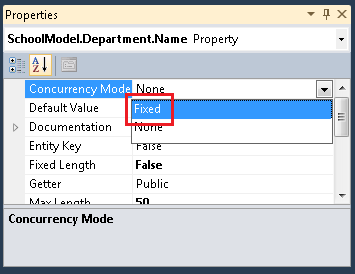 Properties
SchoolModel.Department.Name Property
Concurrency Mode None
Default Value Fixed
Documentation None
Entity Key False
Fixed Length False
Getter Public
Max Length 50
Concurrency Mode